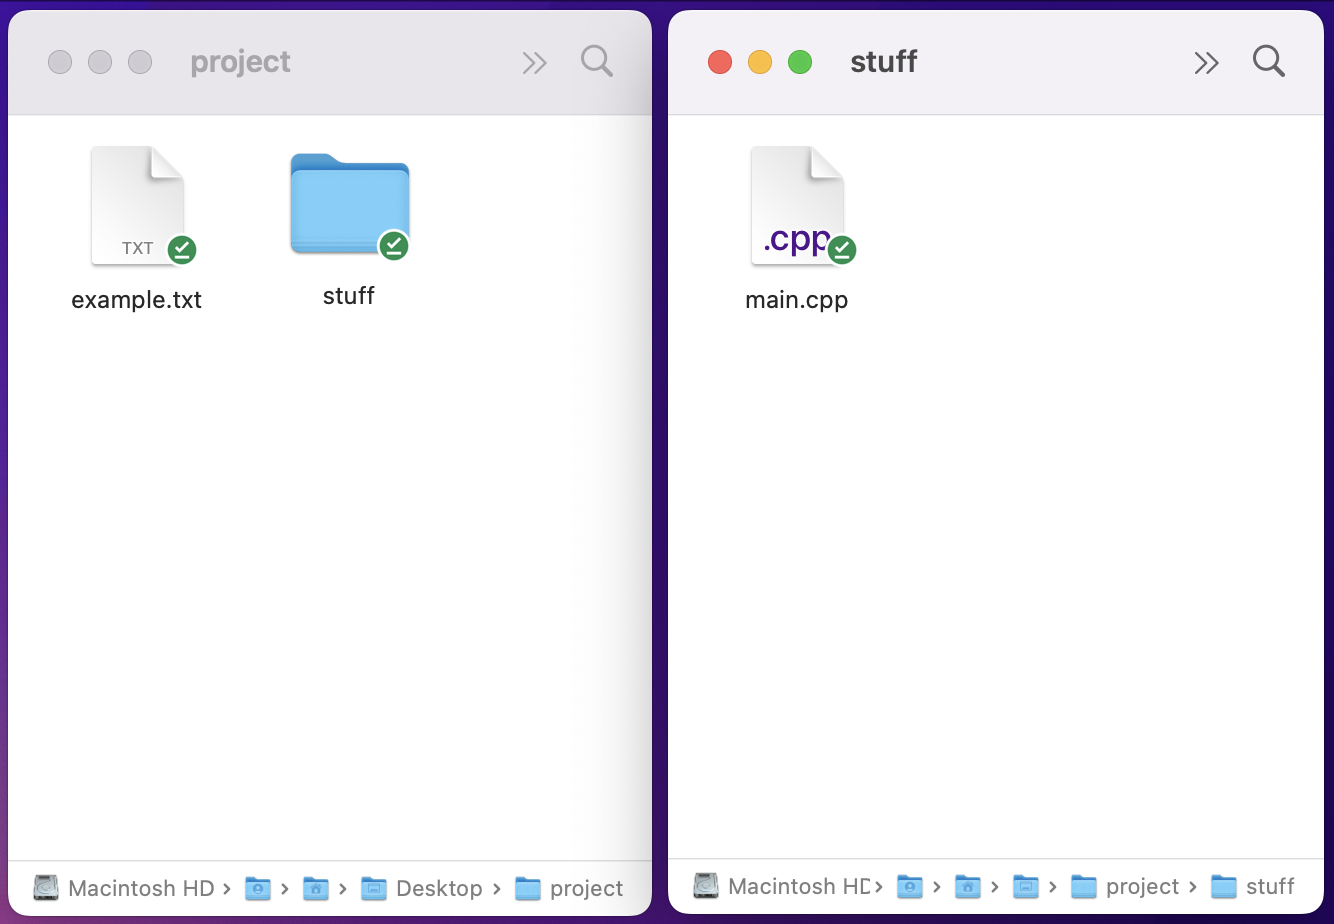 project
TXT
example.txt
stuff
Macintosh HD › › › Desktop › project
stuff
.cpp
main.cpp
Macintosh HD › › › › project › stuff